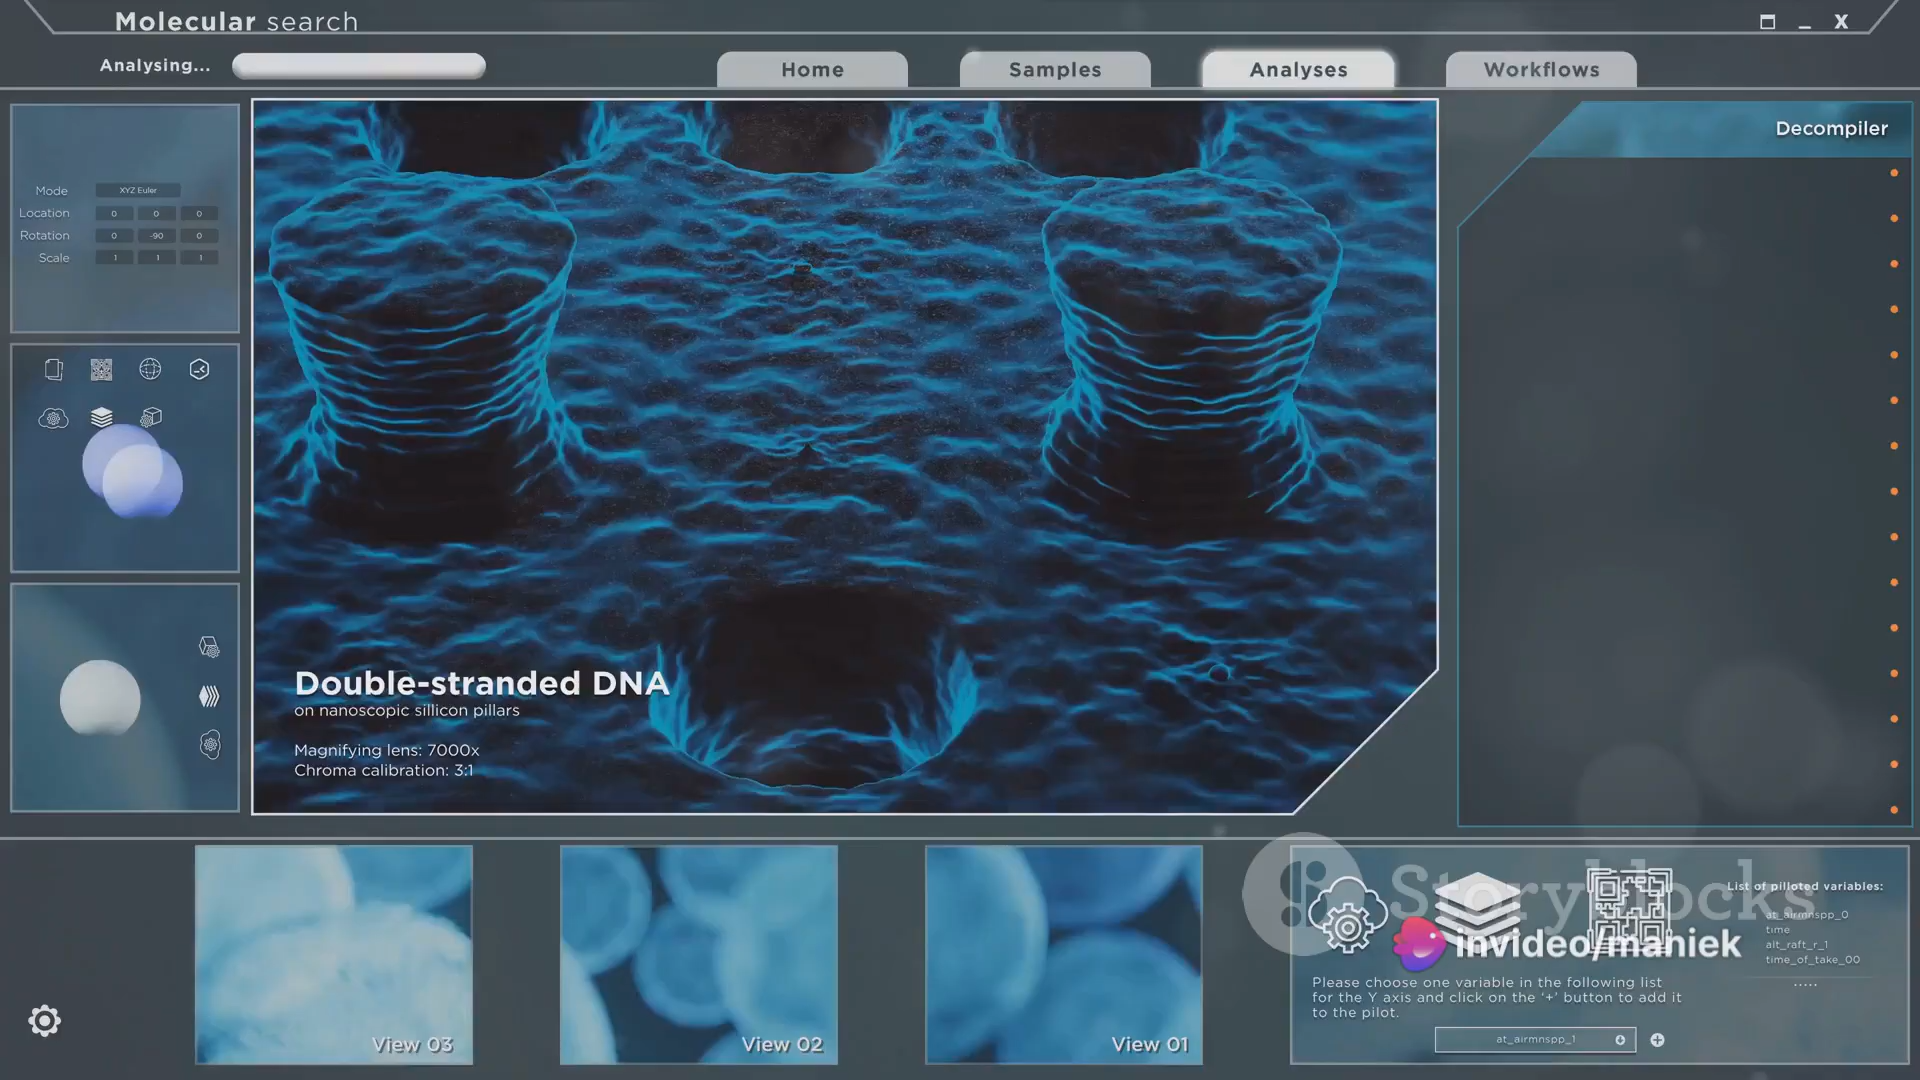 Molecular search
X
Analysing...
Home
Samples
Analyses
Workflows
Decompiler
Mode
XYZ Euler
Location
0
0
0
Rotation
0
-90
0
Scale
1
1
1
Double-stranded DNA
on nanoscopic sillicon pillars
Magnifying lens: 7000x
Chroma calibration: 3:1
View 03
View 02
View 01
Storyblocks
invideo/maniek
List of pilloted variables:
at_airmnspp_0
time
alt_raft_r_1
time_of_take_00
.....
Please choose one variable in the following list
for the Y axis and click on the '+' button to add it
to the pilot.
at_airmnspp_1